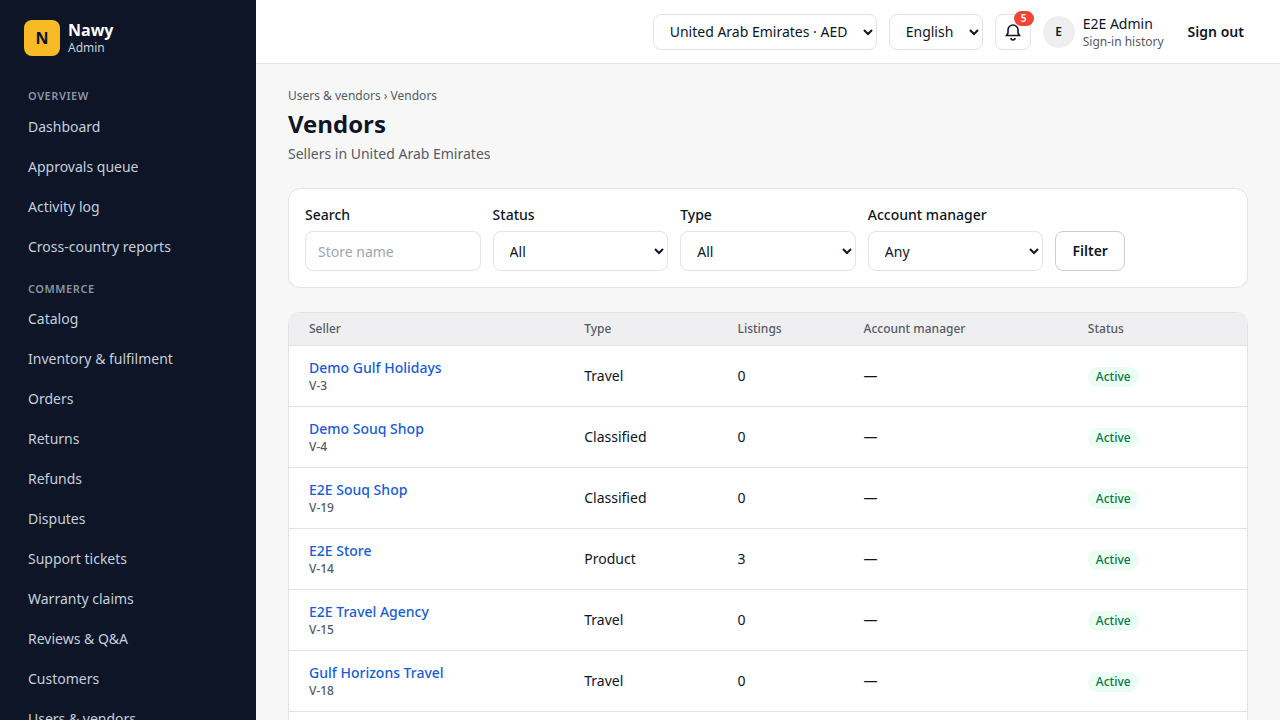 N
Nawy
Admin
OVERVIEW
Dashboard
Approvals queue
Activity log
Cross-country reports
COMMERCE
Catalog
Inventory & fulfilment
Orders
Returns
Refunds
Disputes
Support tickets
Warranty claims
Reviews & Q&A
Customers
Users & vendors
United Arab Emirates · AED
English
5
E
E2E Admin
Sign-in history
Sign out
Users & vendors › Vendors
Vendors
Sellers in United Arab Emirates
Search Status Type Account manager
Store name All All Any Filter
Seller Type Listings Account manager Status
Demo Gulf Holidays
V-3
Travel 0 — Active
Demo Souq Shop
V-4
Classified 0 — Active
E2E Souq Shop
V-19
Classified 0 — Active
E2E Store
V-14
Product 3 — Active
E2E Travel Agency
V-15
Travel 0 — Active
Gulf Horizons Travel
V-18
Travel 0 — Active